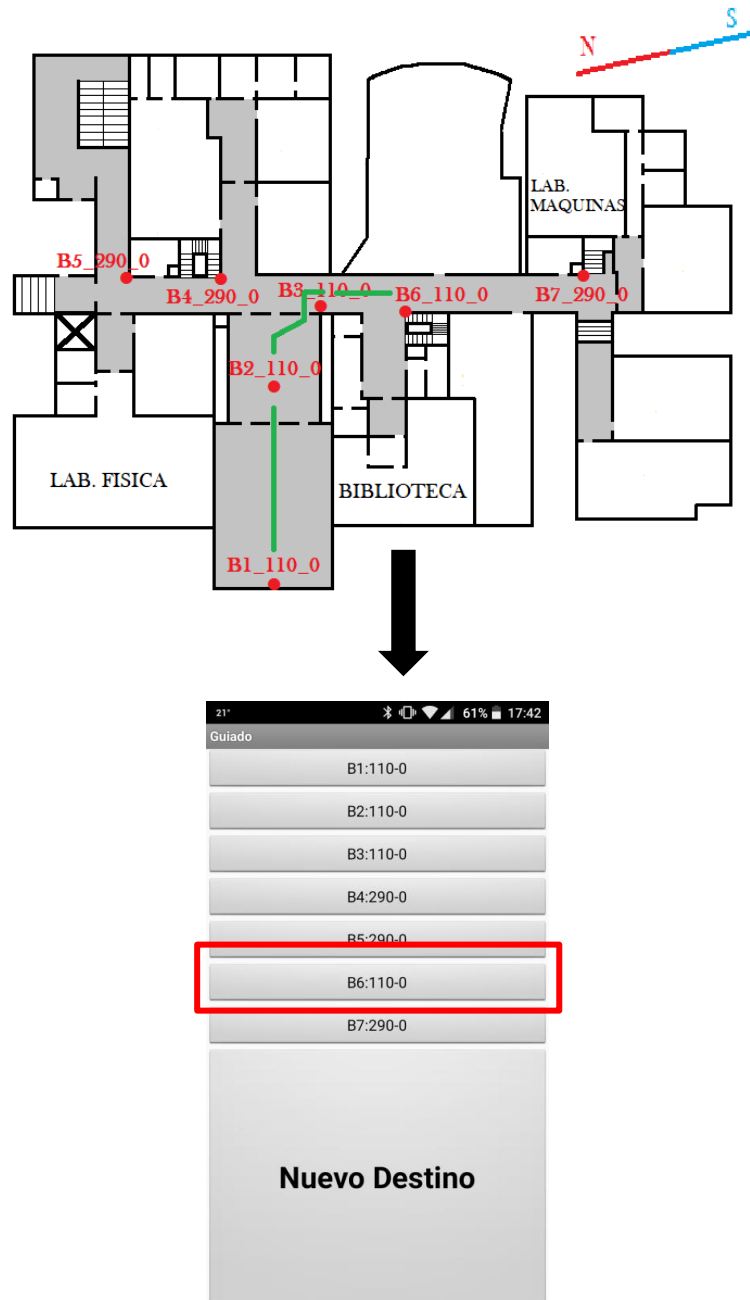 S
N
LAB.
MAQUINAS
B5_290_0
B4_290_0
B3_110_0
B6_110_0
B7_290_0
B2_110_0
LAB. FISICA
BIBLIOTECA
B1_110_0
21° 61% 17:42
Guiado
B1:110-0
B2:110-0
B3:110-0
B4:290-0
B5:290-0
B6:110-0
B7:290-0
Nuevo Destino